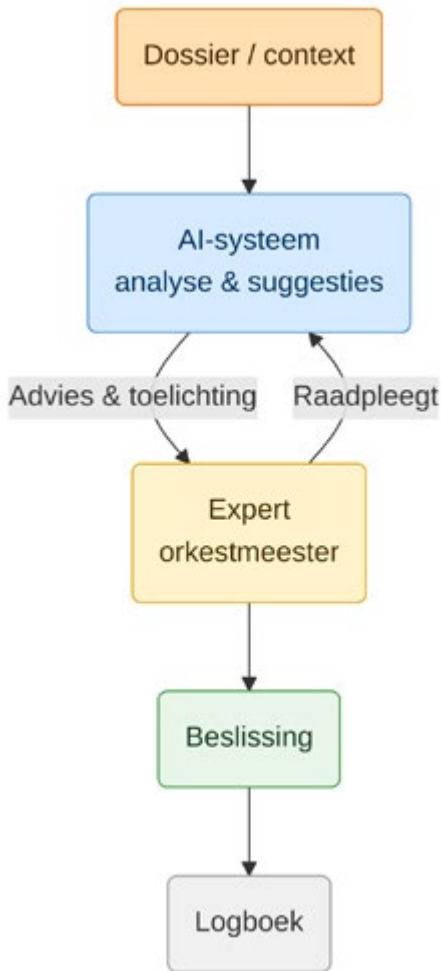 Dossier / context
AI-systeem
analyse & suggesties
Advies & toelichting
Raadpleegt
Expert
orkestmeester
Beslissing
Logboek